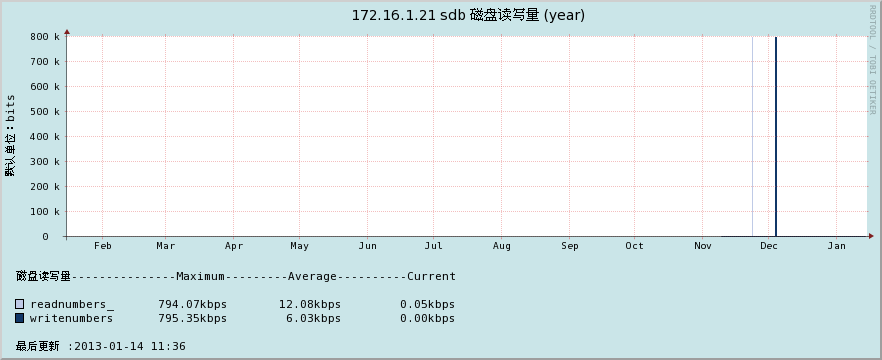 172.16.1.21 sdb 磁盘读写量 (year)
RRDTOOL / TOBI OETIKER
默认单位：bits
800 k
700 k
600 k
500 k
400 k
300 k
200 k
100 k
0
Feb Mar Apr May Jun Jul Aug Sep Oct Nov Dec Jan
磁盘读写量---------------Maximum---------Average----------Current
readnumbers_ 794.07kbps 12.08kbps 0.05kbps
writenumbers 795.35kbps 6.03kbps 0.00kbps
最后更新 :2013-01-14 11:36